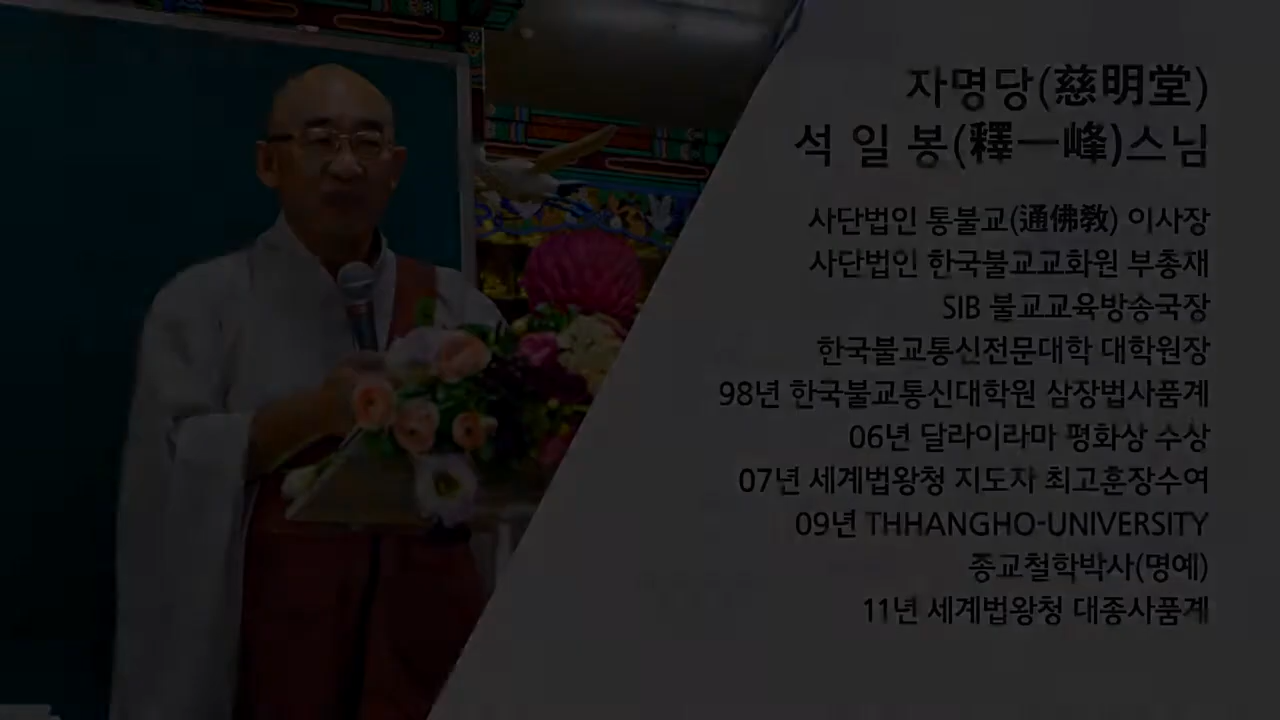 자명당(慈明堂)
석 일 봉(釋一峰)스님
사단법인 통불교(通佛敎) 이사장
사단법인 한국불교교화원 부총재
SIB 불교교육방송국장
한국불교통신전문대학 대학원장
98년 한국불교통신대학원 삼장법사품계
06년 달라이라마 평화상 수상
07년 세계법왕청 지도자 최고훈장수여
09년 THHANGHO-UNIVERSITY
종교철학박사(명예)
11년 세계법왕청 대종사품계